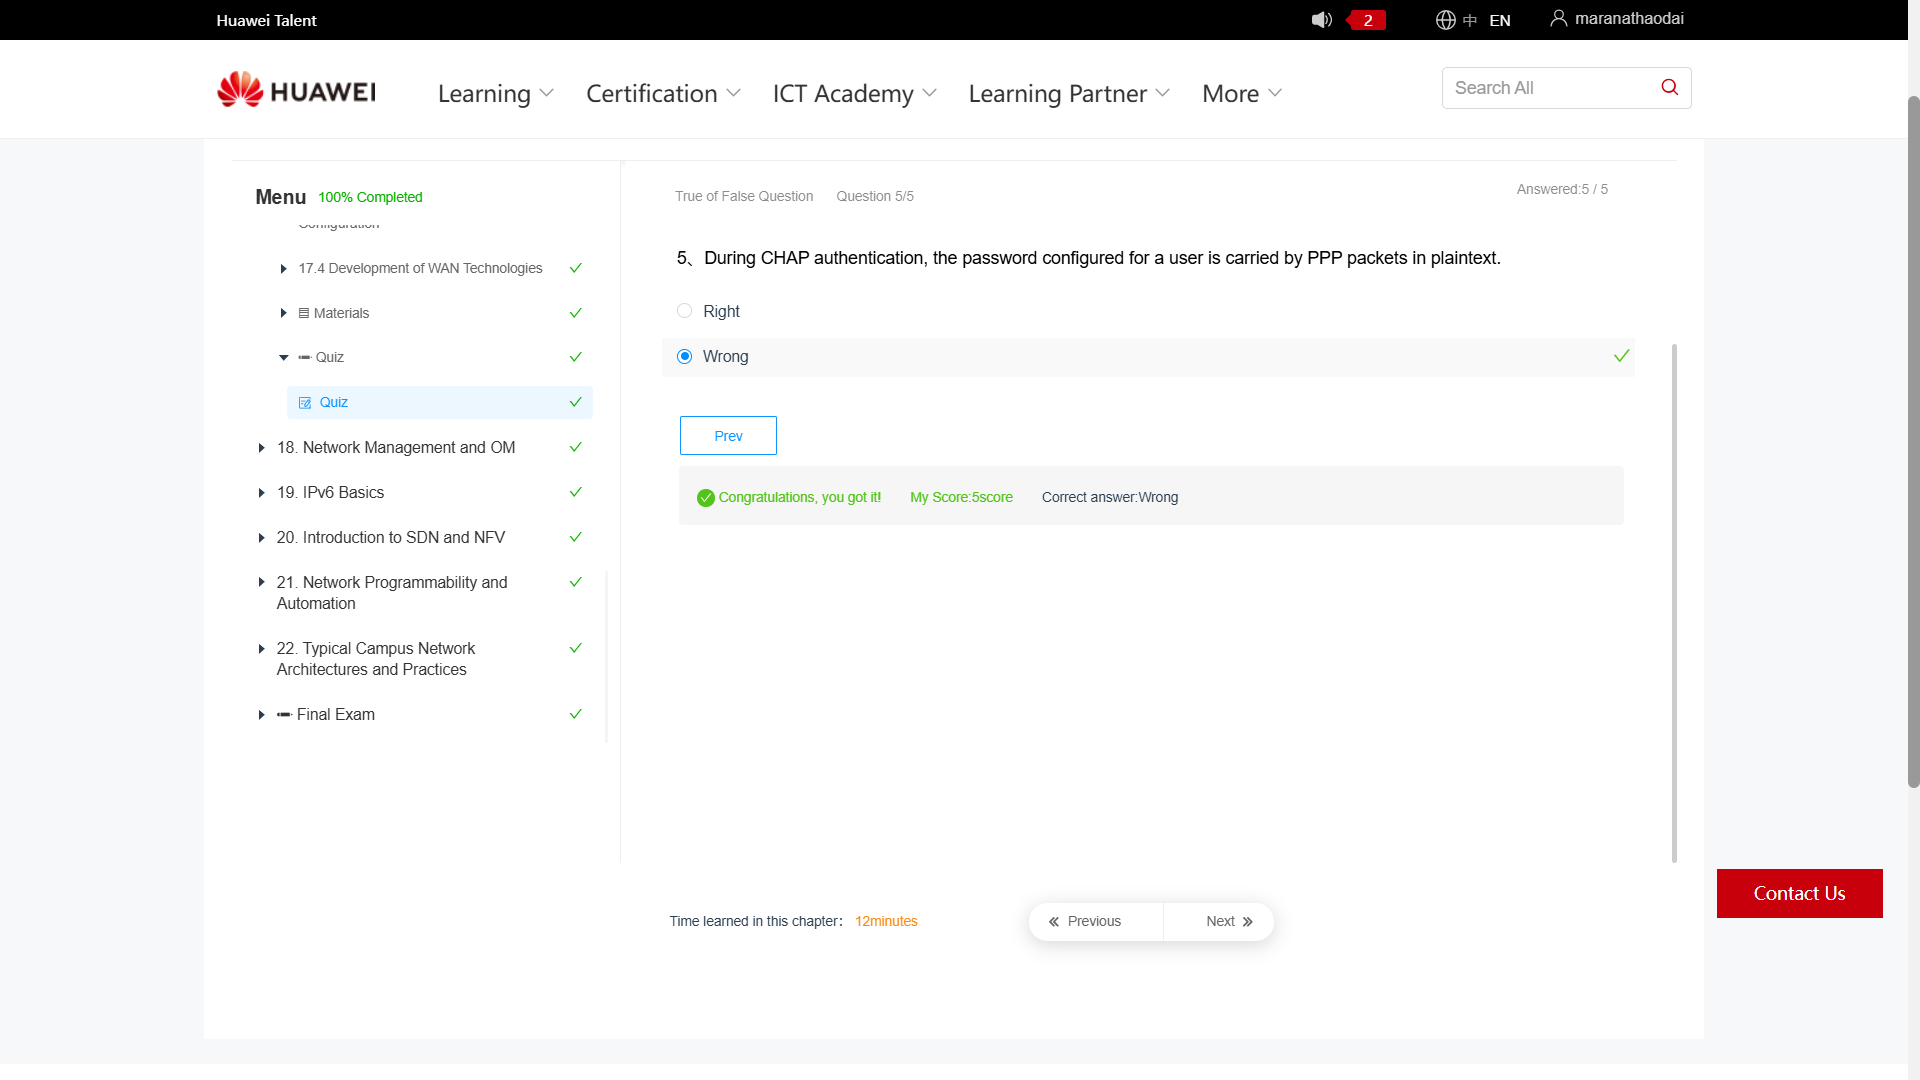 Huawei Talent
2
中 EN
maranathaodai
HUAWEI
Learning
Certification
ICT Academy
Learning Partner
More
Search All
Menu 100% Completed
Configuration
17.4 Development of WAN Technologies
Materials
Quiz
Quiz
18. Network Management and OM
19. IPv6 Basics
20. Introduction to SDN and NFV
21. Network Programmability and
Automation
22. Typical Campus Network
Architectures and Practices
Final Exam
True of False Question Question 5/5
Answered:5 / 5
5、During CHAP authentication, the password configured for a user is carried by PPP packets in plaintext.
Right
Wrong
Prev
Congratulations, you got it! My Score:5score Correct answer:Wrong
Time learned in this chapter: 12minutes
Previous
Next
Contact Us